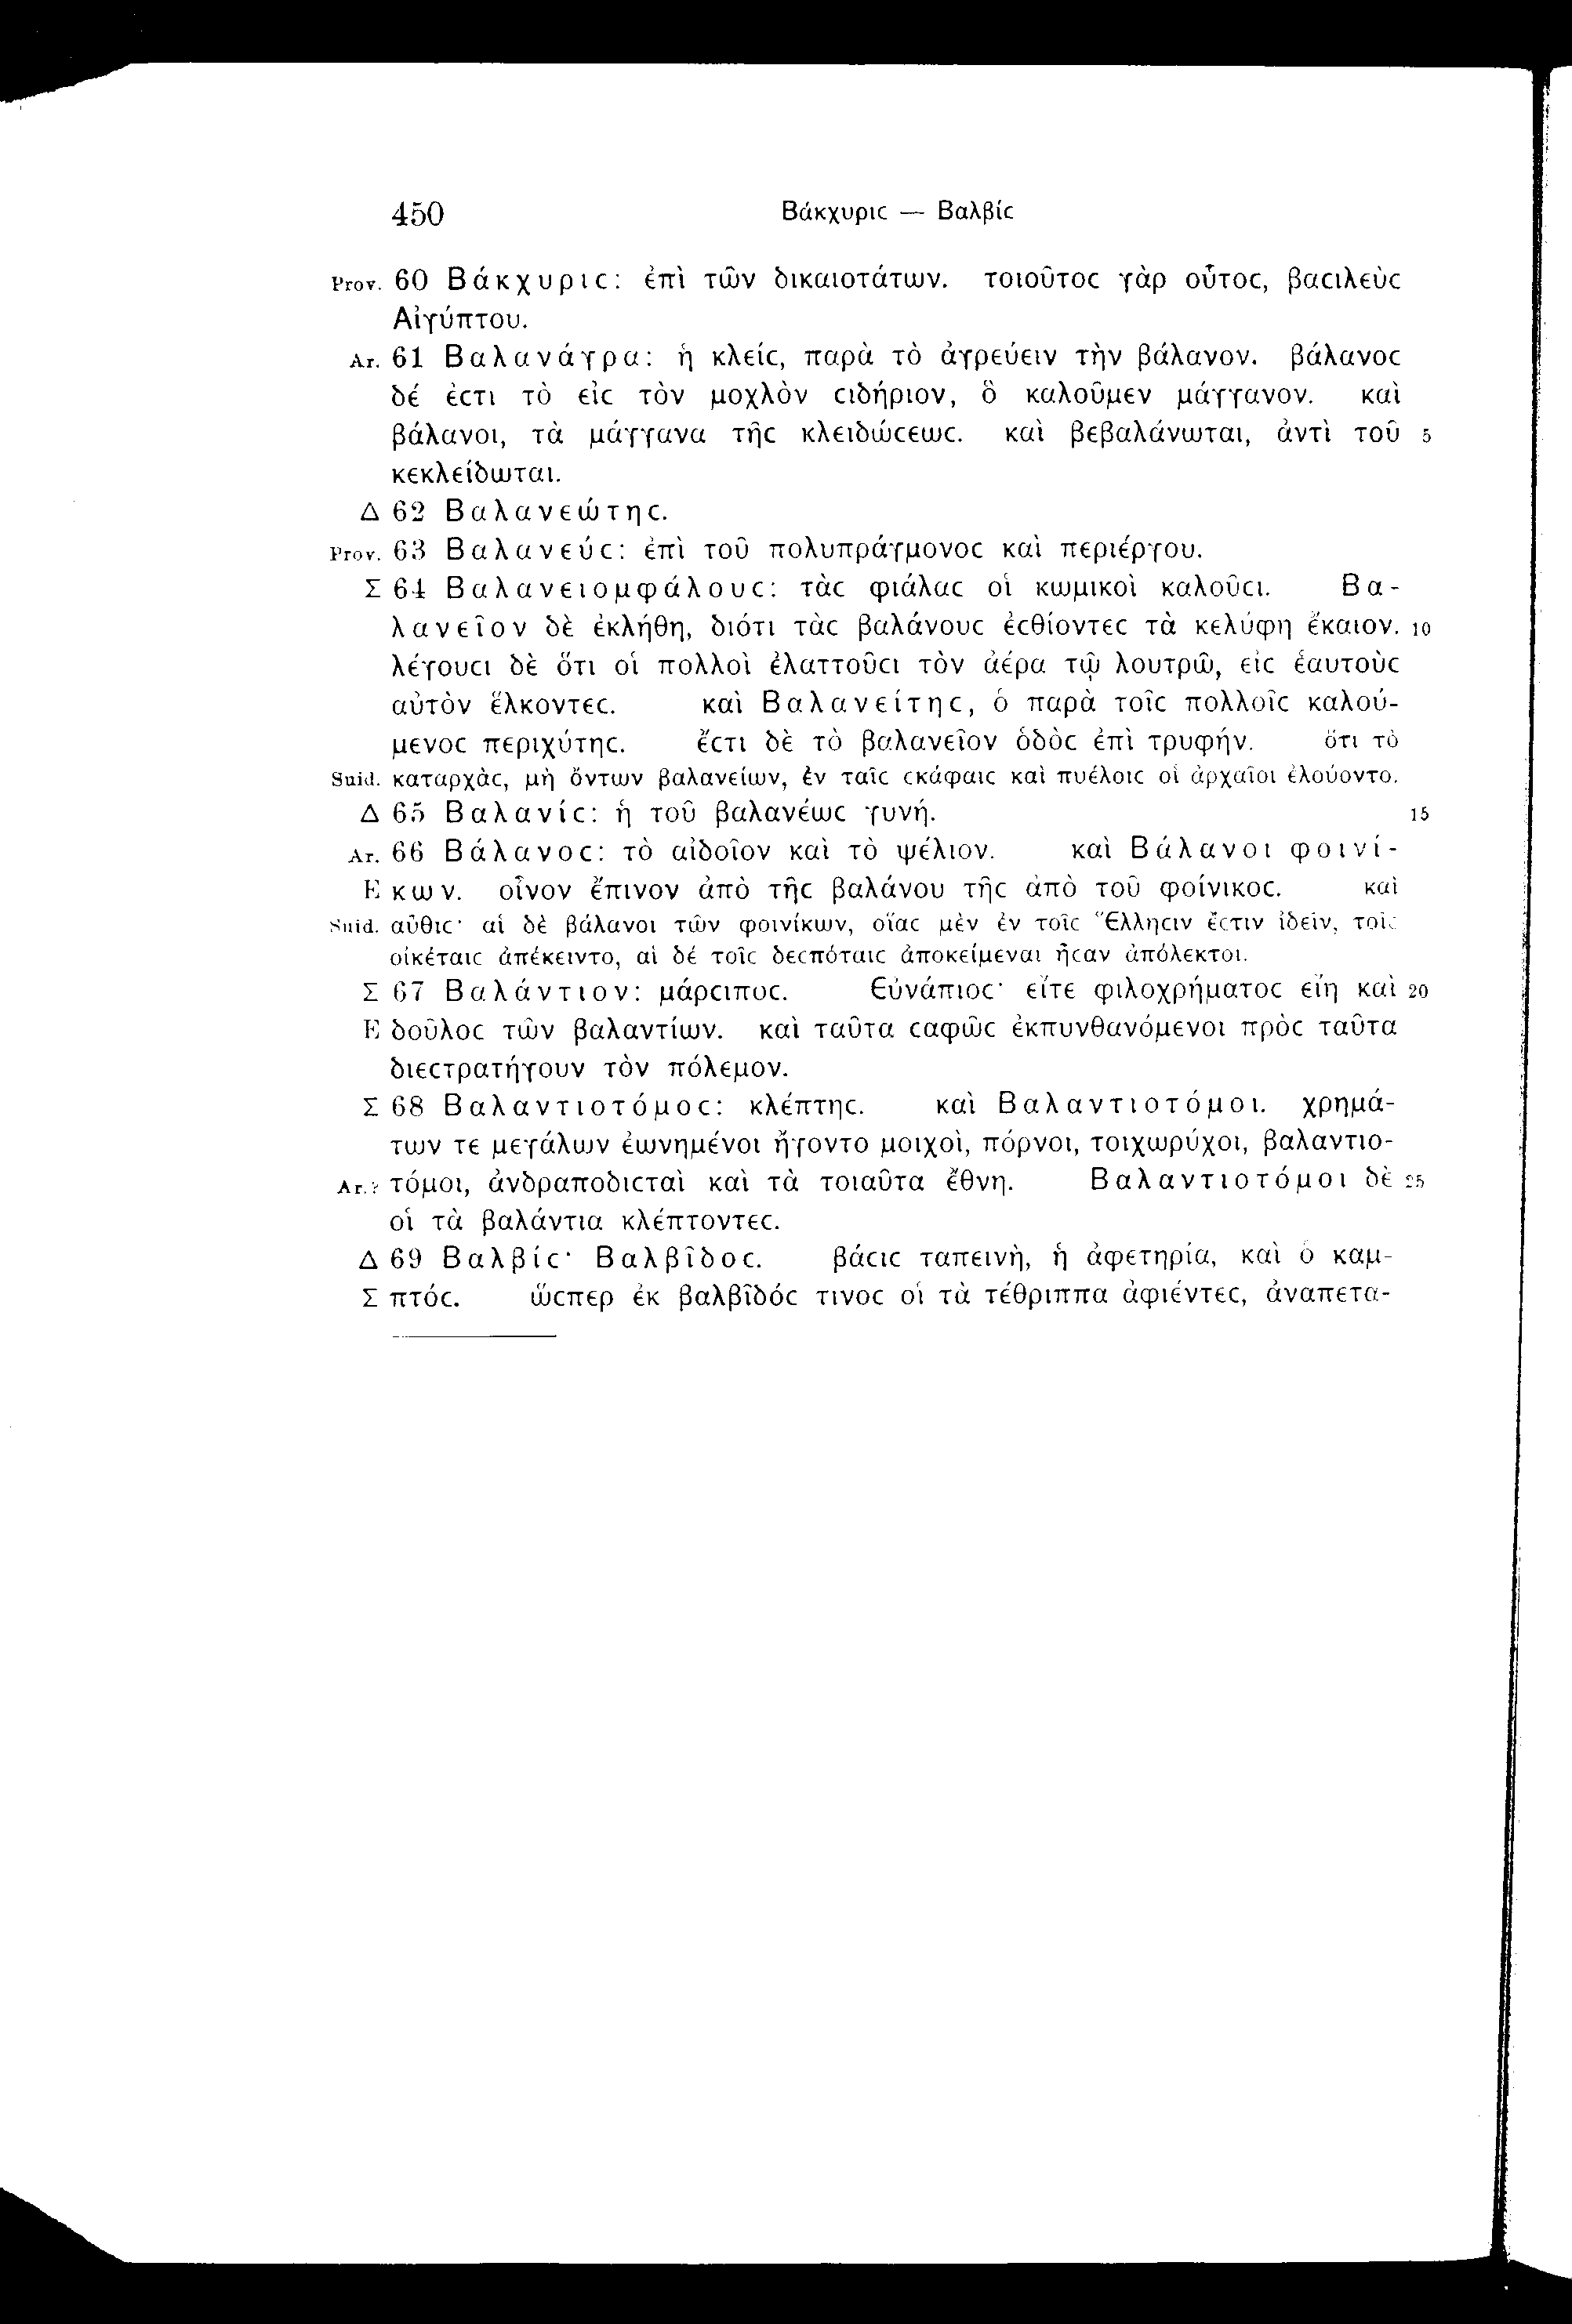 450 Βάκχυριϲ — Βαλβίϲ
Prov. 60 Βάκχυριϲ: ἐπὶ τῶν δικαιοτάτων. τοιοῦτοϲ γὰρ οὗτοϲ, βαϲιλεὺϲ
Αἰγύπτου.
Ar. 61 Βαλανάγρα: ἡ κλείϲ, παρὰ τὸ ἀγρεύειν τὴν βάλανον. βάλανοϲ
δέ ἐϲτι τὸ εἰϲ τὸν μοχλὸν ϲιδήριον, ὃ καλοῦμεν μάγγανον. καὶ
βάλανοι, τὰ μάγγανα τῆϲ κλειδώϲεωϲ. καὶ βεβαλάνωται, ἀντὶ τοῦ 5
κεκλείδωται.
Δ 62 Βαλανεώτηϲ.
Prov. 63 Βαλανεύϲ: ἐπὶ τοῦ πολυπράγμονοϲ καὶ περιέργου.
Σ 64 Βαλανειομφάλουϲ: τὰϲ φιάλαϲ οἱ κωμικοὶ καλοῦϲι. Βα-
λανεῖον δὲ ἐκλήθη, διότι τὰϲ βαλάνουϲ ἐϲθίοντεϲ τὰ κελύφη ἔκαιον. 10
λέγουϲι δὲ ὅτι οἱ πολλοὶ ἐλαττοῦϲι τὸν ἀέρα τῷ λουτρῶ, εἰϲ ἑαυτοὺϲ
αὐτὸν ἕλκοντεϲ. καὶ Βαλανείτηϲ, ὁ παρὰ τοῖϲ πολλοῖϲ καλού-
μενοϲ περιχύτηϲ. ἔϲτι δὲ τὸ βαλανεῖον ὁδὸϲ ἐπὶ τρυφήν. ὅτι τὸ
Suid. καταρχὰϲ, μὴ ὄντων βαλανείων, ἐν ταῖϲ ϲκάφαιϲ καὶ πυέλοιϲ οἱ ἀρχαῖοι ἐλούοντο.
Δ 65 Βαλανίϲ: ἡ τοῦ βαλανέωϲ γυνή. 15
Ar. 66 Βάλανοϲ: τὸ αἰδοῖον καὶ τὸ ψέλιον. καὶ Βάλανοι φοινί-
E κων. οἶνον ἔπινον ἀπὸ τῆϲ βαλάνου τῆϲ ἀπὸ τοῦ φοίνικοϲ. καὶ
Suid. αὖθιϲ· αἱ δὲ βάλανοι τῶν φοινίκων, οἵαϲ μὲν ἐν τοῖϲ Ἕλληϲιν ἔϲτιν ἰδεῖν, τοῖϲ
οἰκέταιϲ ἀπέκειντο, αἱ δέ τοῖϲ δεϲπόταιϲ ἀποκείμεναι ἦϲαν ἀπόλεκτοι.
Σ 67 Βαλάντιον: μάρϲιποϲ. Εὐνάπιοϲ· εἴτε φιλοχρήματοϲ εἴη καὶ 20
E δοῦλοϲ τῶν βαλαντίων. καὶ ταῦτα ϲαφῶϲ ἐκπυνθανόμενοι πρὸϲ ταῦτα
διεϲτρατήγουν τὸν πόλεμον.
Σ 68 Βαλαντιοτόμοϲ: κλέπτηϲ. καὶ Βαλαντιοτόμοι. χρημά-
των τε μεγάλων ἐωνημένοι ἤγοντο μοιχοὶ, πόρνοι, τοιχωρύχοι, βαλαντιο-
Ar.? τόμοι, ἀνδραποδιϲταὶ καὶ τὰ τοιαῦτα ἔθνη. Βαλαντιοτόμοι δὲ 25
οἱ τὰ βαλάντια κλέπτοντεϲ.
Δ 69 Βαλβίϲ· Βαλβῖδοϲ. βάϲιϲ ταπεινὴ, ἡ ἀφετηρία, καὶ ὁ καμ-
Σ πτόϲ. ὥϲπερ ἐκ βαλβῖδόϲ τινοϲ οἱ τὰ τέθριππα ἀφιέντεϲ, ἀναπετα-